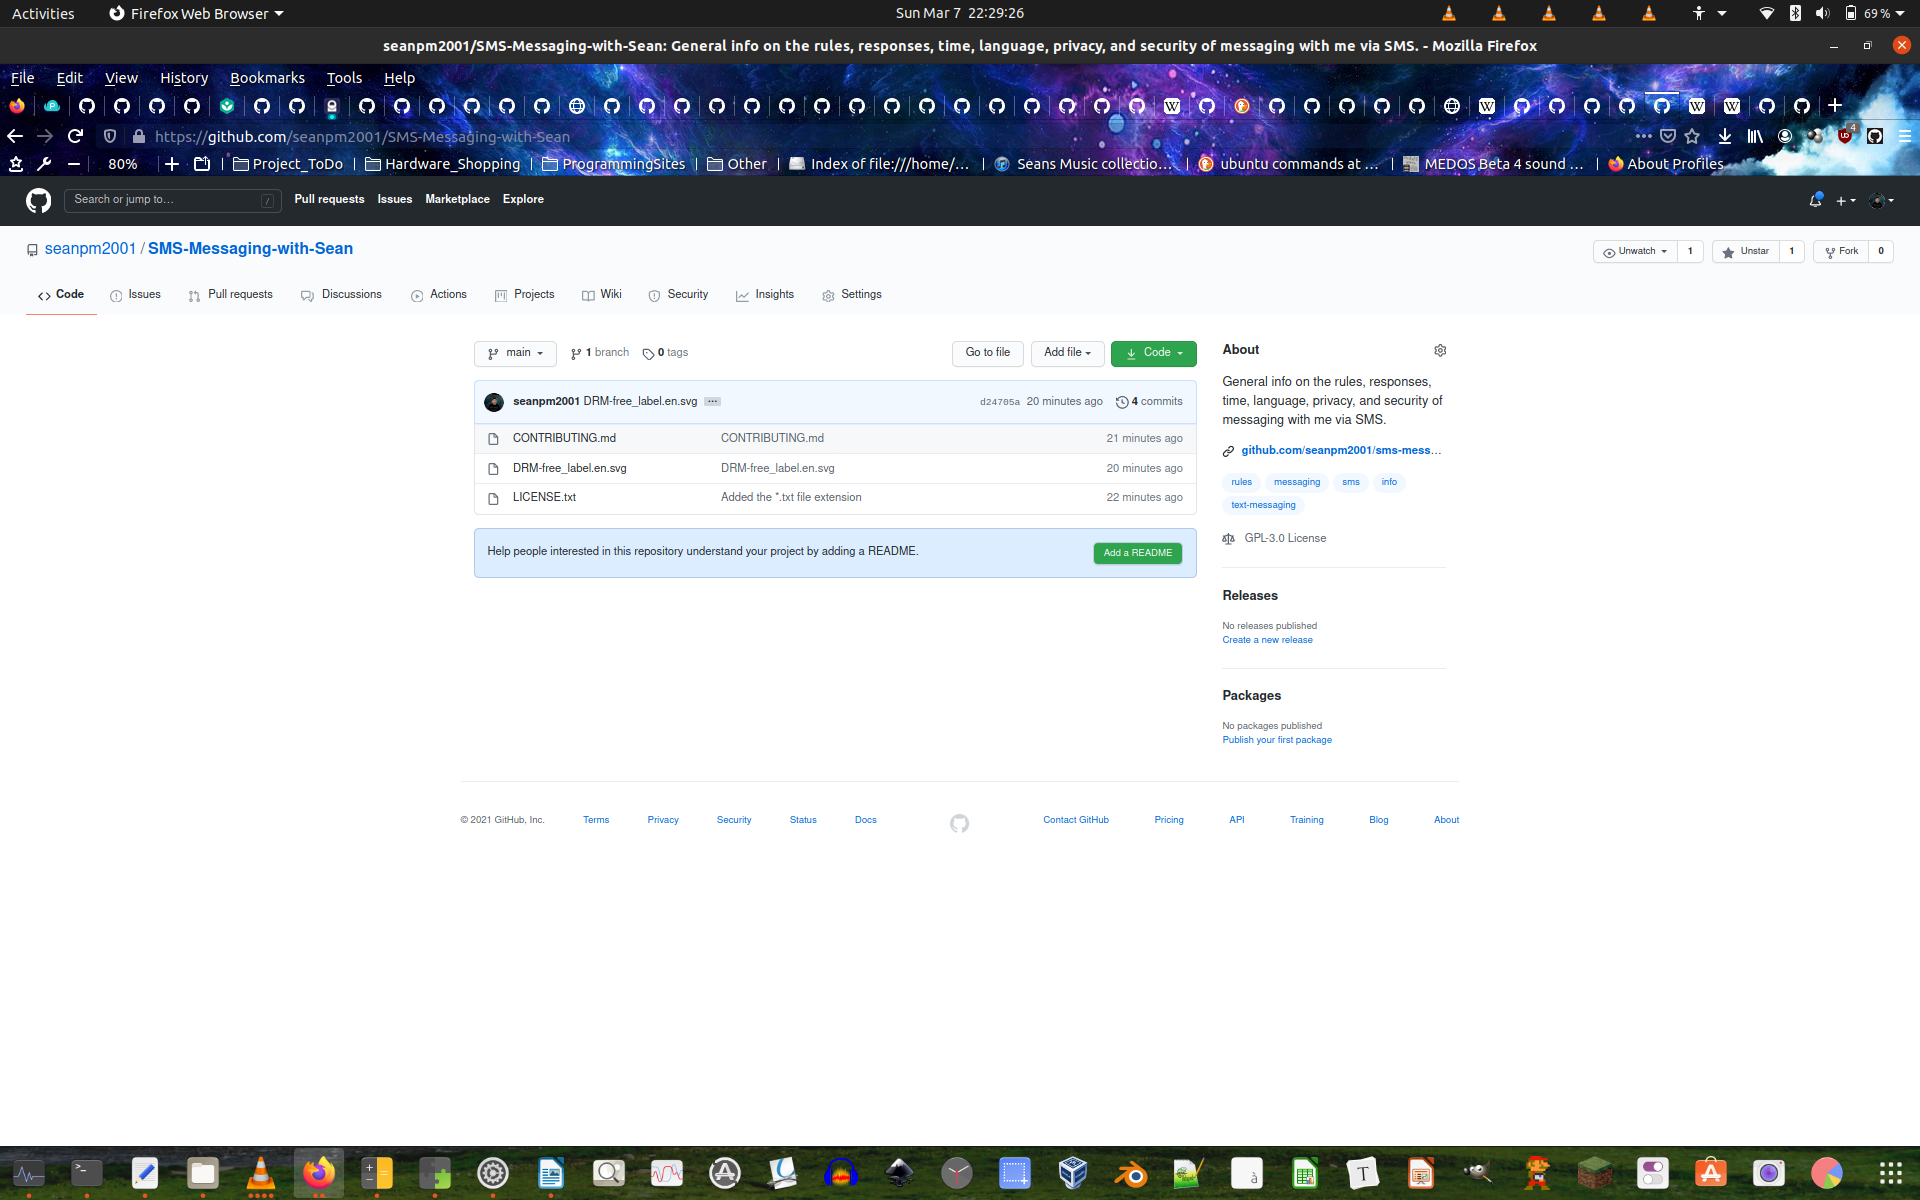 Activities Firefox Web Browser Sun Mar 7 22:29:26 69 %
seanpm2001/SMS-Messaging-with-Sean: General info on the rules, responses, time, language, privacy, and security of messaging with me via SMS. - Mozilla Firefox
File Edit View History Bookmarks Tools Help
https://github.com/seanpm2001/SMS-Messaging-with-Sean 4
80% Project_ToDo Hardware_Shopping ProgrammingSites Other Index of file:///home/… Seans Music collectio… ubuntu commands at … MEDOS Beta 4 sound … About Profiles
Search or jump to… / Pull requests Issues Marketplace Explore
seanpm2001 / SMS-Messaging-with-Sean Unwatch 1 Unstar 1 Fork 0
Code Issues Pull requests Discussions Actions Projects Wiki Security Insights Settings
main 1 branch 0 tags Go to file Add file Code
seanpm2001 DRM-free_label.en.svg ... d24705a 20 minutes ago 4 commits
CONTRIBUTING.md CONTRIBUTING.md 21 minutes ago
DRM-free_label.en.svg DRM-free_label.en.svg 20 minutes ago
LICENSE.txt Added the *.txt file extension 22 minutes ago
Help people interested in this repository understand your project by adding a README. Add a README
About
General info on the rules, responses,
time, language, privacy, and security of
messaging with me via SMS.
github.com/seanpm2001/sms-mess…
rules messaging sms info
text-messaging
GPL-3.0 License
Releases
No releases published
Create a new release
Packages
No packages published
Publish your first package
© 2021 GitHub, Inc. Terms Privacy Security Status Docs Contact GitHub Pricing API Training Blog About